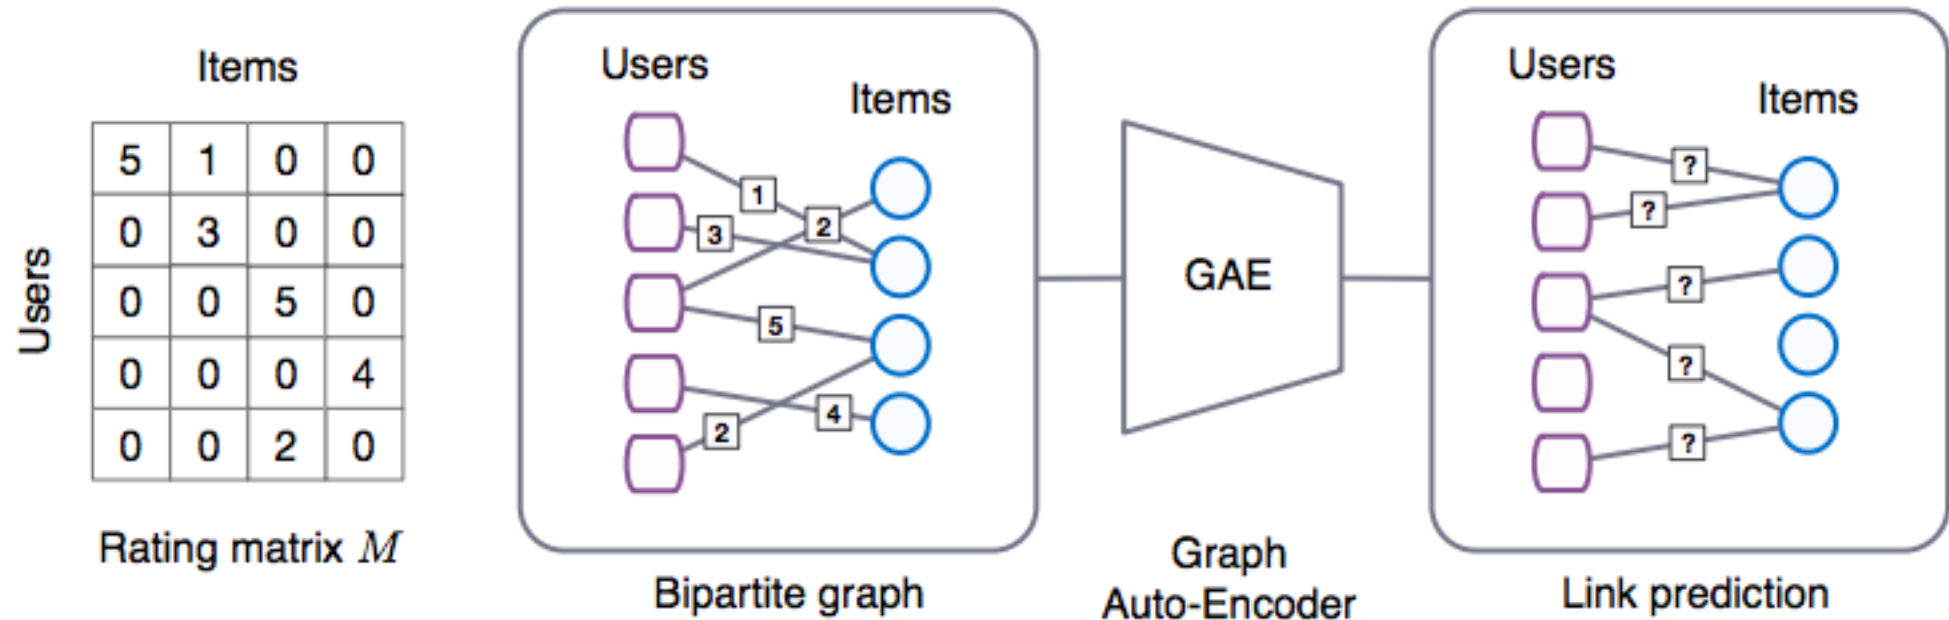 Items
Users
5 1 0 0
0 3 0 0
0 0 5 0
0 0 0 4
0 0 2 0
Rating matrix M
Users
Items
1
2
3
5
4
2
Bipartite graph
GAE
Graph
Auto-Encoder
Users
Items
?
?
?
?
?
Link prediction